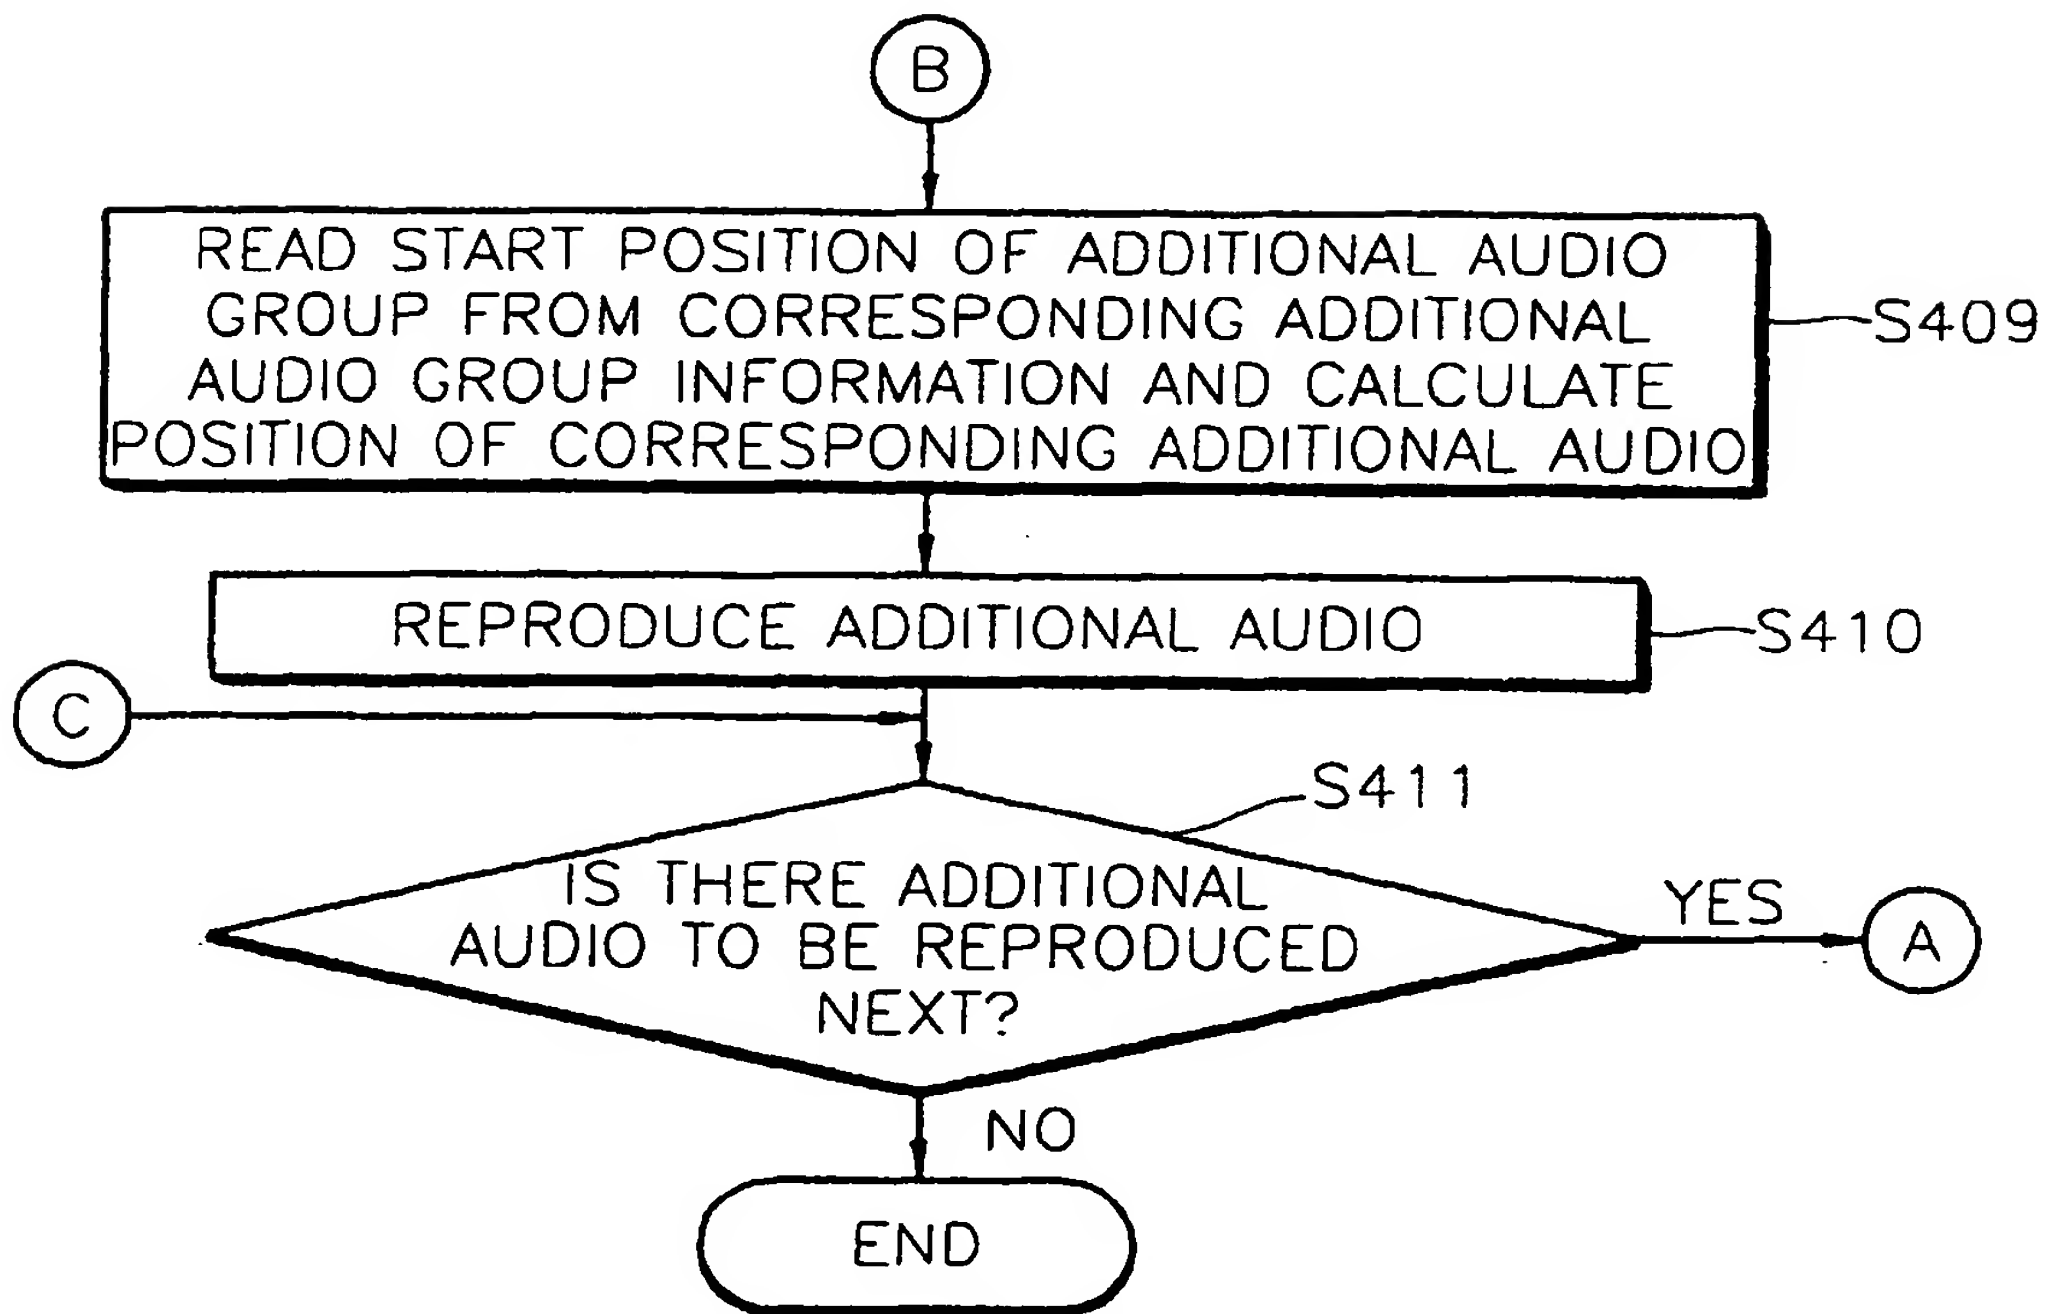 B
READ START POSITION OF ADDITIONAL AUDIO
GROUP FROM CORRESPONDING ADDITIONAL
AUDIO GROUP INFORMATION AND CALCULATE
POSITION OF CORRESPONDING ADDITIONAL AUDIO
S409
REPRODUCE ADDITIONAL AUDIO
S410
C
S411
IS THERE ADDITIONAL
AUDIO TO BE REPRODUCED
NEXT?
YES
A
NO
END